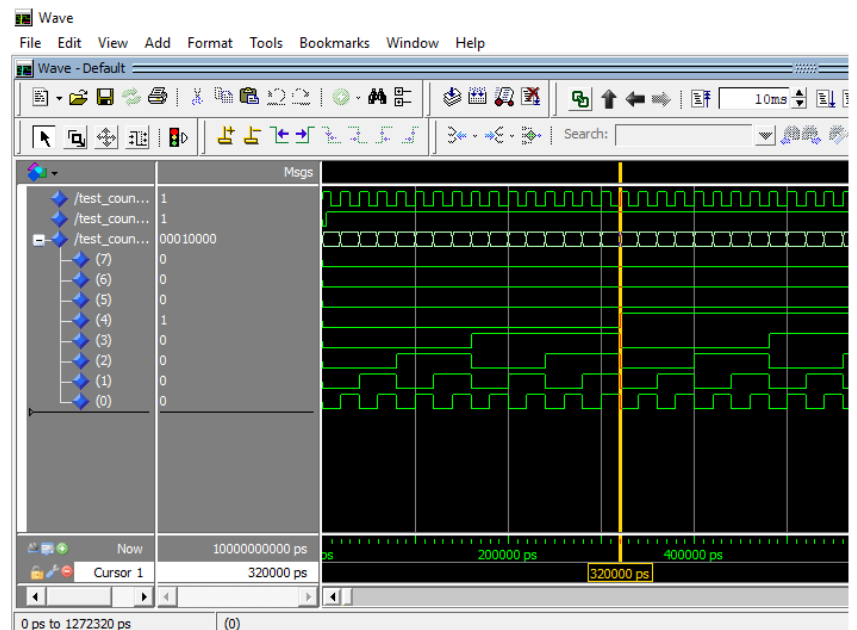 Wave
File Edit View Add Format Tools Bookmarks Window Help
Wave - Default
10ms
Search:
Msgs
/test_coun... 1
/test_coun... 1
/test_coun... 00010000
(7) 0
(6) 0
(5) 0
(4) 1
(3) 0
(2) 0
(1) 0
(0) 0
Now 10000000000 ps ps 200000 ps 400000 ps
Cursor 1 320000 ps 320000 ps
0 ps to 1272320 ps (0)